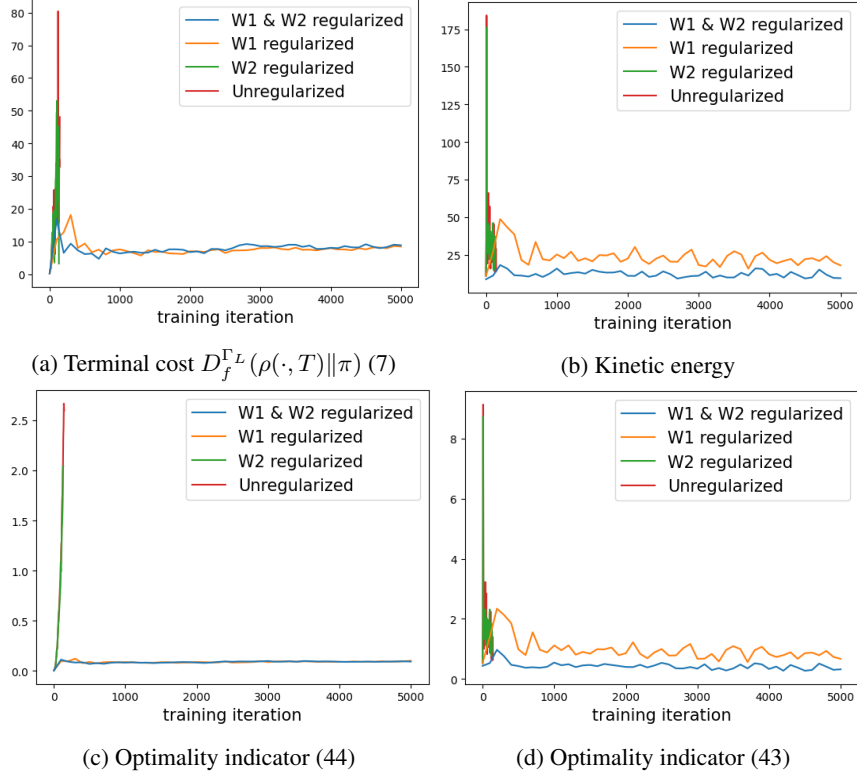 W1 & W2 regularized
W1 regularized
W2 regularized
Unregularized
80
70
60
50
40
30
20
10
0
0 1000 2000 3000 4000 5000
training iteration
(a) Terminal cost $D_f^{\Gamma_L}(\rho(\cdot, T)\|\pi)$ (7)
W1 & W2 regularized
W1 regularized
W2 regularized
Unregularized
175
150
125
100
75
50
25
0 1000 2000 3000 4000 5000
training iteration
(b) Kinetic energy
W1 & W2 regularized
W1 regularized
W2 regularized
Unregularized
2.5
2.0
1.5
1.0
0.5
0.0
0 1000 2000 3000 4000 5000
training iteration
(c) Optimality indicator (44)
W1 & W2 regularized
W1 regularized
W2 regularized
Unregularized
8
6
4
2
0
0 1000 2000 3000 4000 5000
training iteration
(d) Optimality indicator (43)